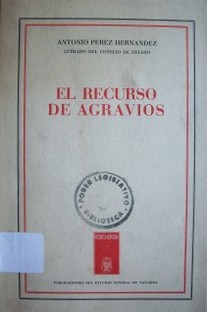 ANTONIO PEREZ HERNANDEZ
LETRADO DEL CONSEJO DE ESTADO
EL RECURSO
DE AGRAVIOS
PODER LEGISLATIVO
BIBLIOTECA
PUBLICACIONES DEL ESTUDIO GENERAL DE NAVARRA